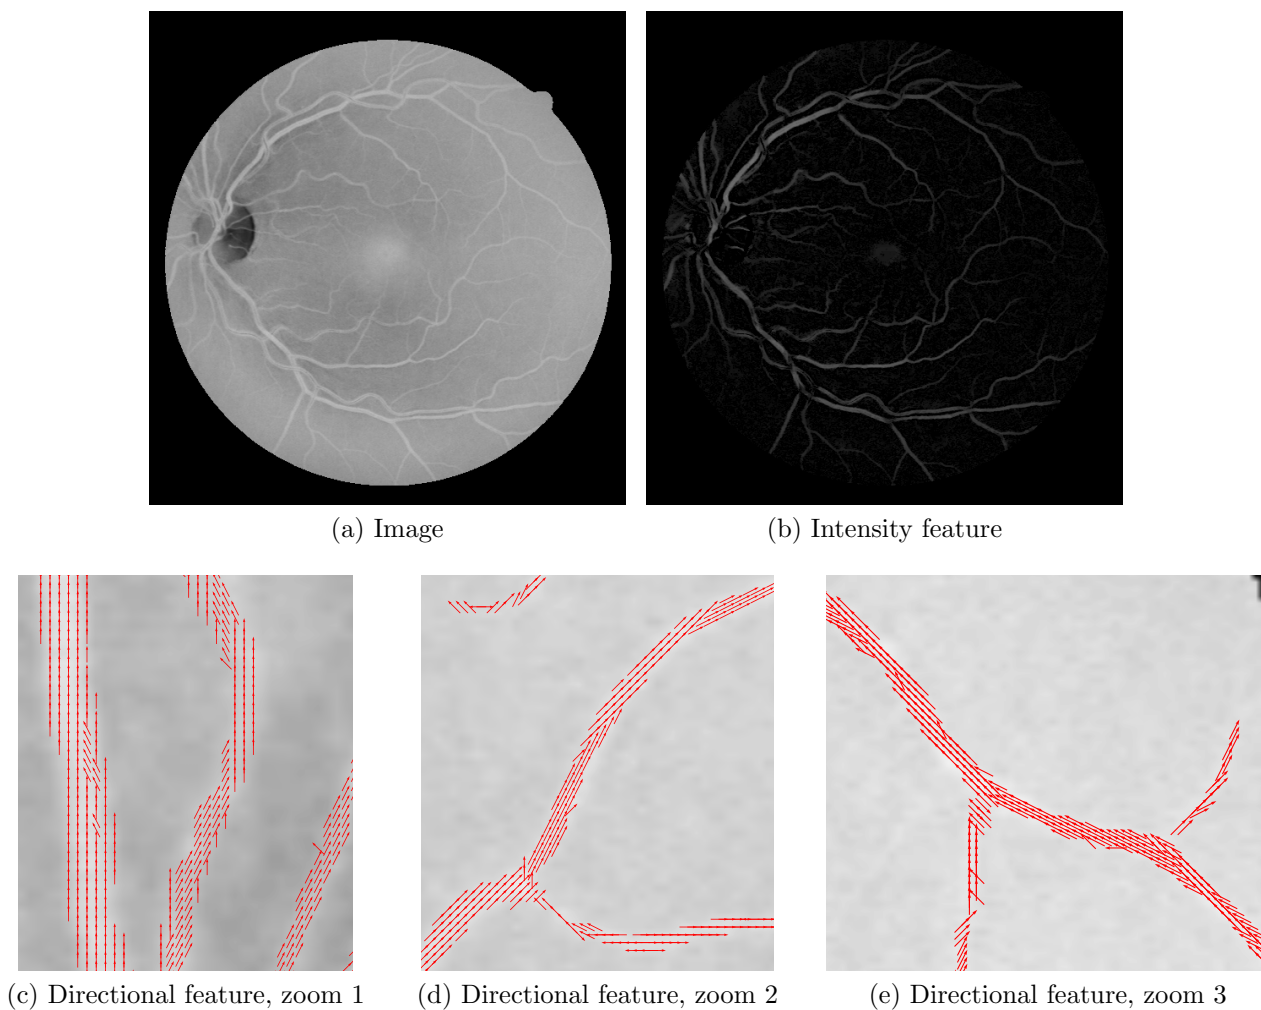 (a) Image
(b) Intensity feature
(c) Directional feature, zoom 1
(d) Directional feature, zoom 2
(e) Directional feature, zoom 3